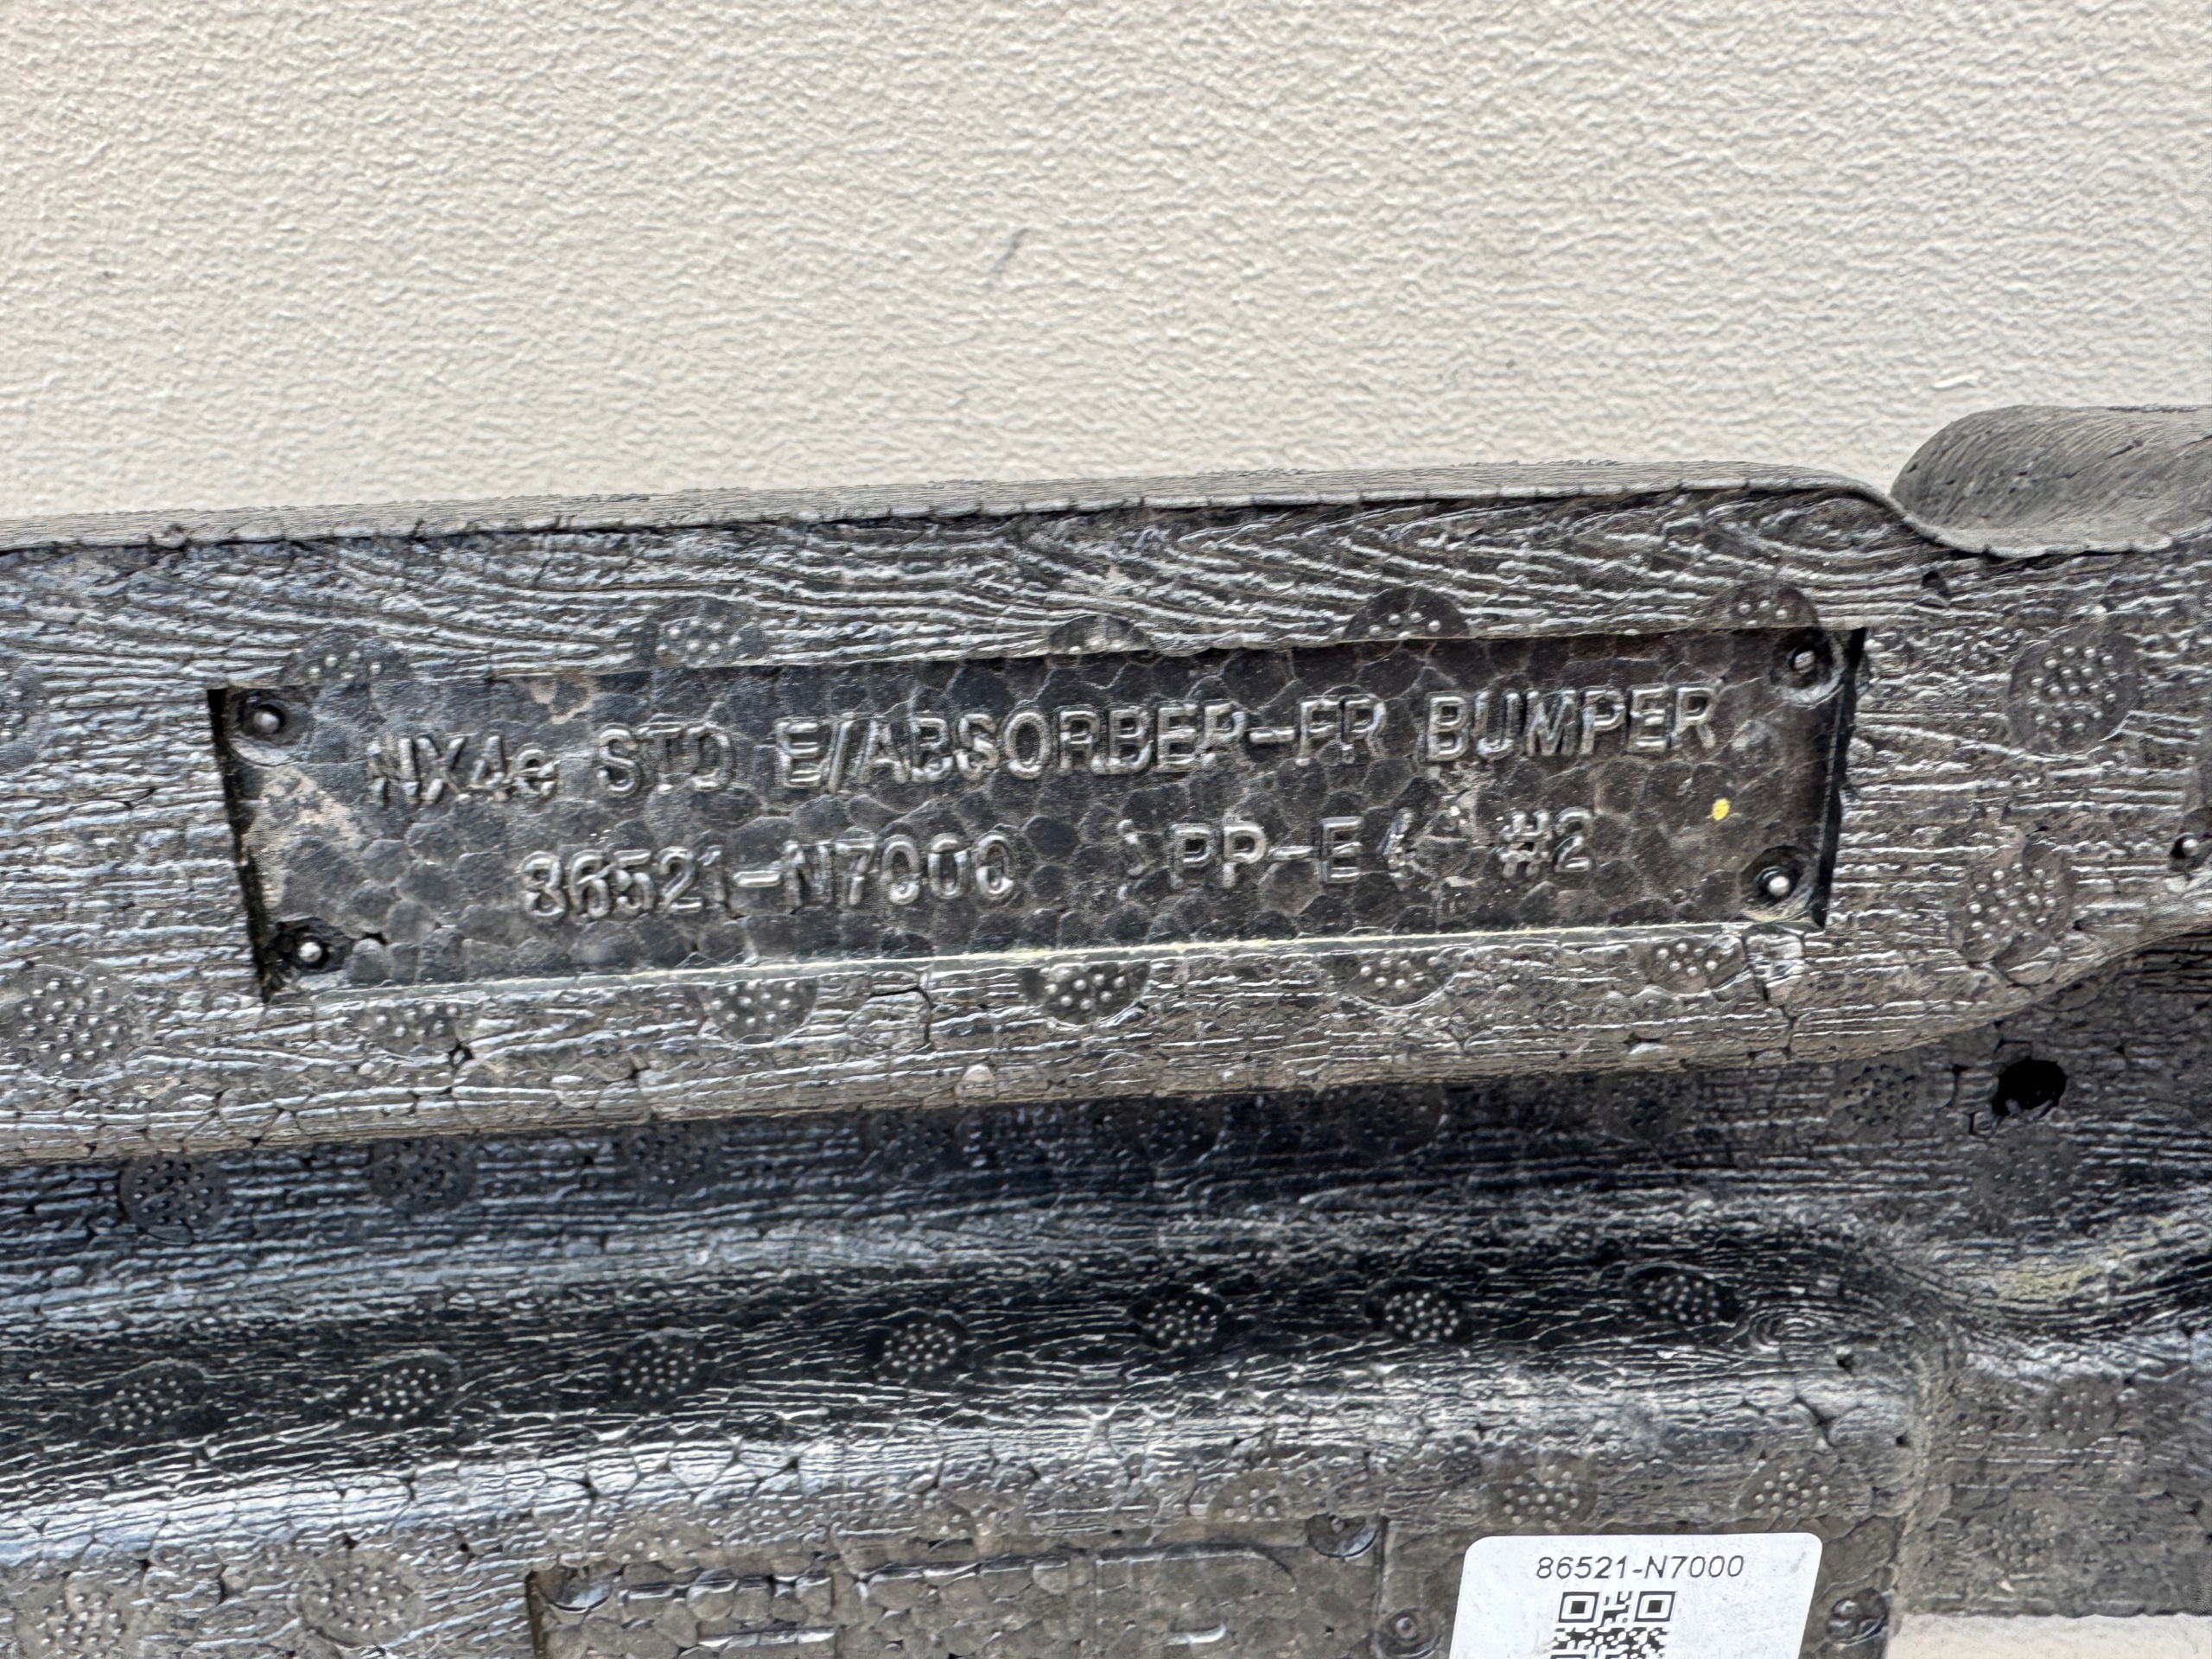 NX4e STD E/ABSORBER-FR BUMPER
86521-N7000 >PP-E< #2
86521-N7000